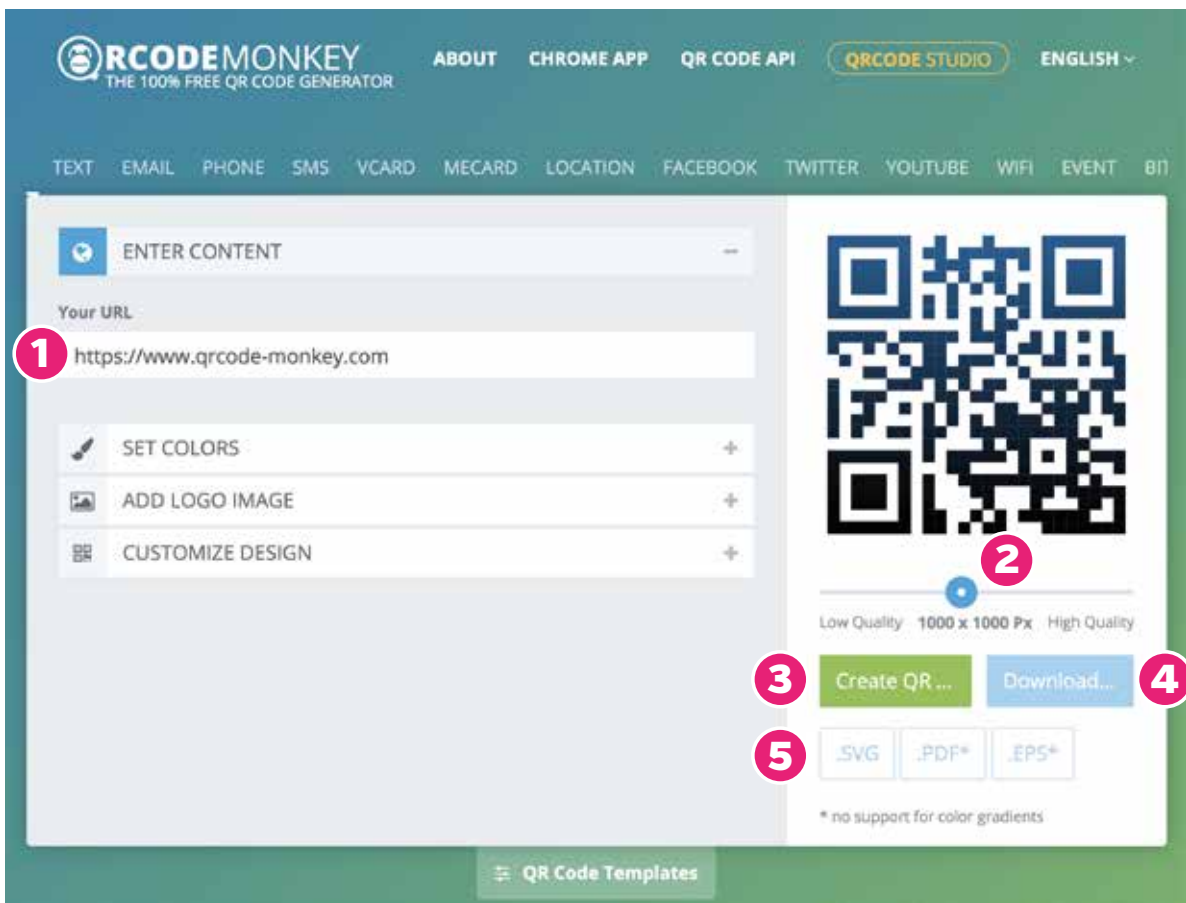 RCODEMONKEY
THE 100% FREE QR CODE GENERATOR
ABOUT CHROME APP QR CODE API QRCODE STUDIO ENGLISH
TEXT EMAIL PHONE SMS VCARD MECARD LOCATION FACEBOOK TWITTER YOUTUBE WIFI EVENT BIT
ENTER CONTENT
Your URL
1 https://www.qrcode-monkey.com
SET COLORS
ADD LOGO IMAGE
CUSTOMIZE DESIGN
2
Low Quality 1000 x 1000 Px High Quality
3 Create QR ... Download... 4
5 .SVG .PDF* .EPS*
* no support for color gradients
QR Code Templates